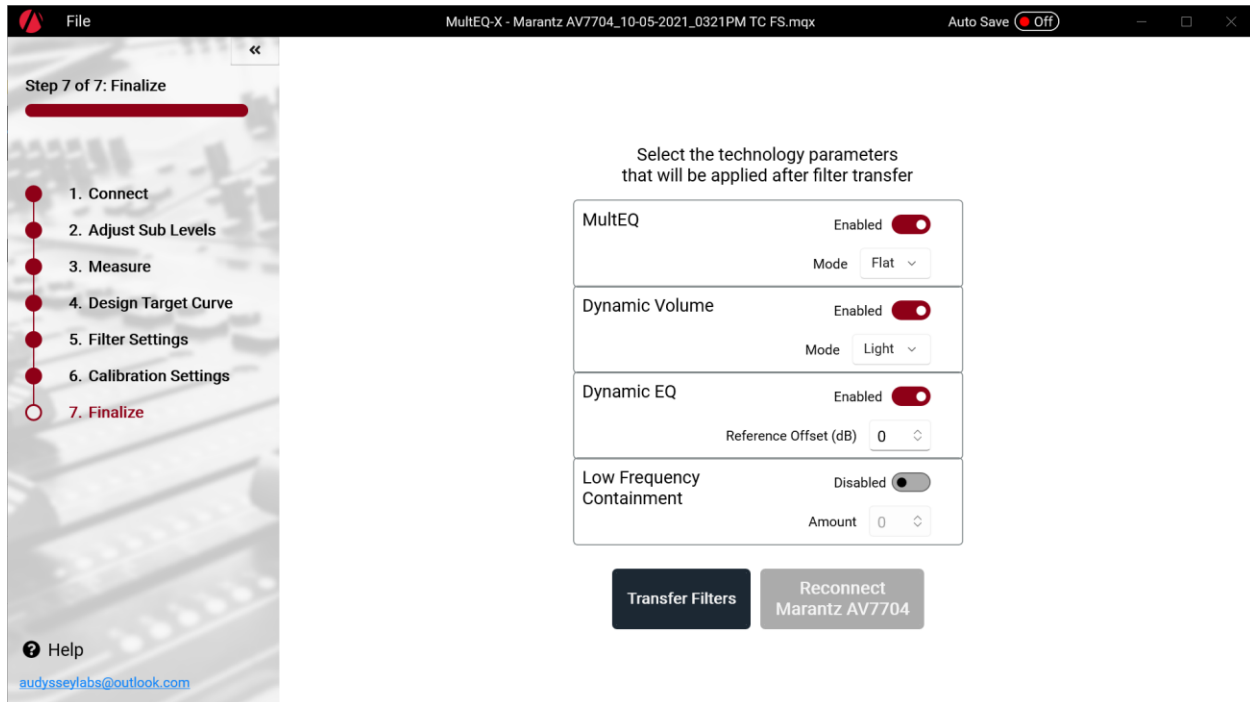 File
MultEQ-X - Marantz AV7704_10-05-2021_0321PM TC FS.mqx
Auto Save Off
«
Step 7 of 7: Finalize
1. Connect
2. Adjust Sub Levels
3. Measure
4. Design Target Curve
5. Filter Settings
6. Calibration Settings
7. Finalize
? Help
audysseylabs@outlook.com
Select the technology parameters
that will be applied after filter transfer
MultEQ
Enabled
Mode Flat
Dynamic Volume
Enabled
Mode Light
Dynamic EQ
Enabled
Reference Offset (dB) 0
Low Frequency
Containment
Disabled
Amount 0
Transfer Filters
Reconnect
Marantz AV7704